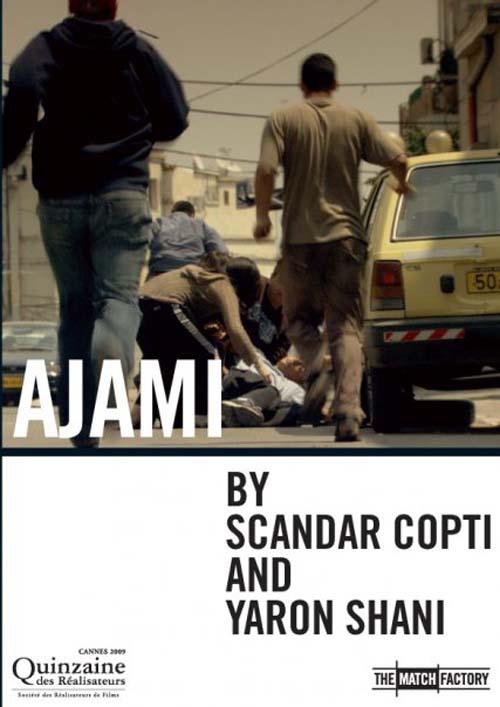 50
AJAMI
BY
SCANDAR COPTI
AND
YARON SHANI
CANNES 2009
Quinzaine
des Réalisateurs
Société des Réalisateurs de Films
THE MATCH FACTORY